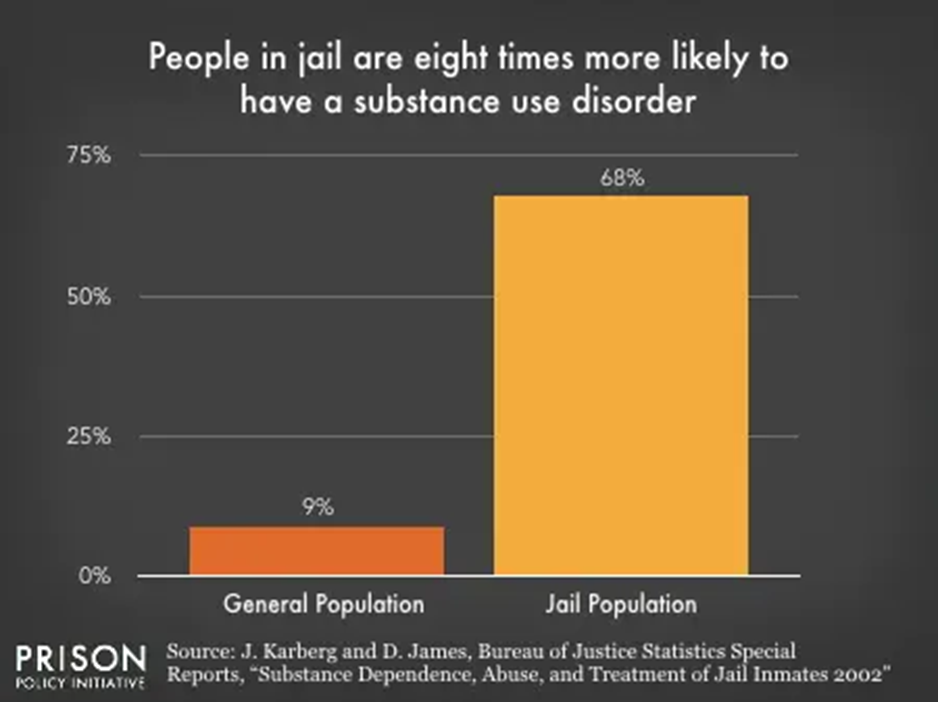 People in jail are eight times more likely to
have a substance use disorder
75%
68%
50%
25%
9%
0%
General Population
Jail Population
PRISON
POLICY INITIATIVE
Source: J. Karberg and D. James, Bureau of Justice Statistics Special
Reports, “Substance Dependence, Abuse, and Treatment of Jail Inmates 2002”